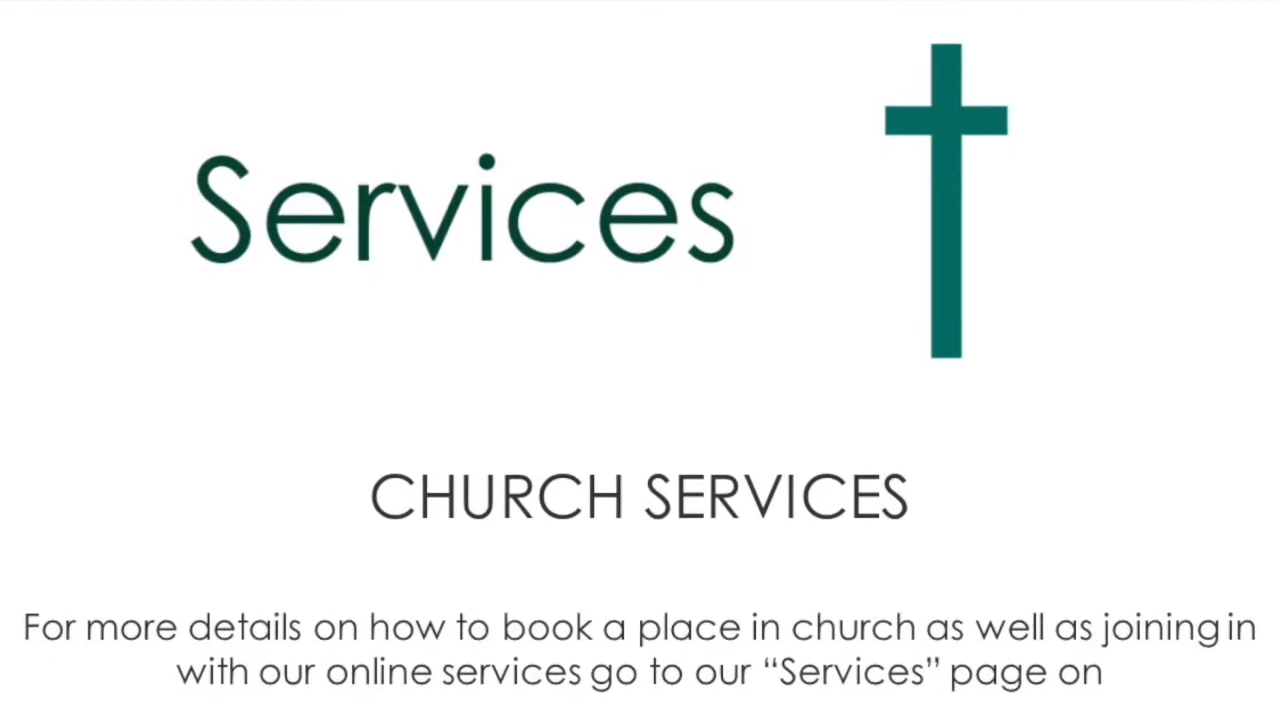 Services
CHURCH SERVICES
For more details on how to book a place in church as well as joining in
with our online services go to our “Services” page on